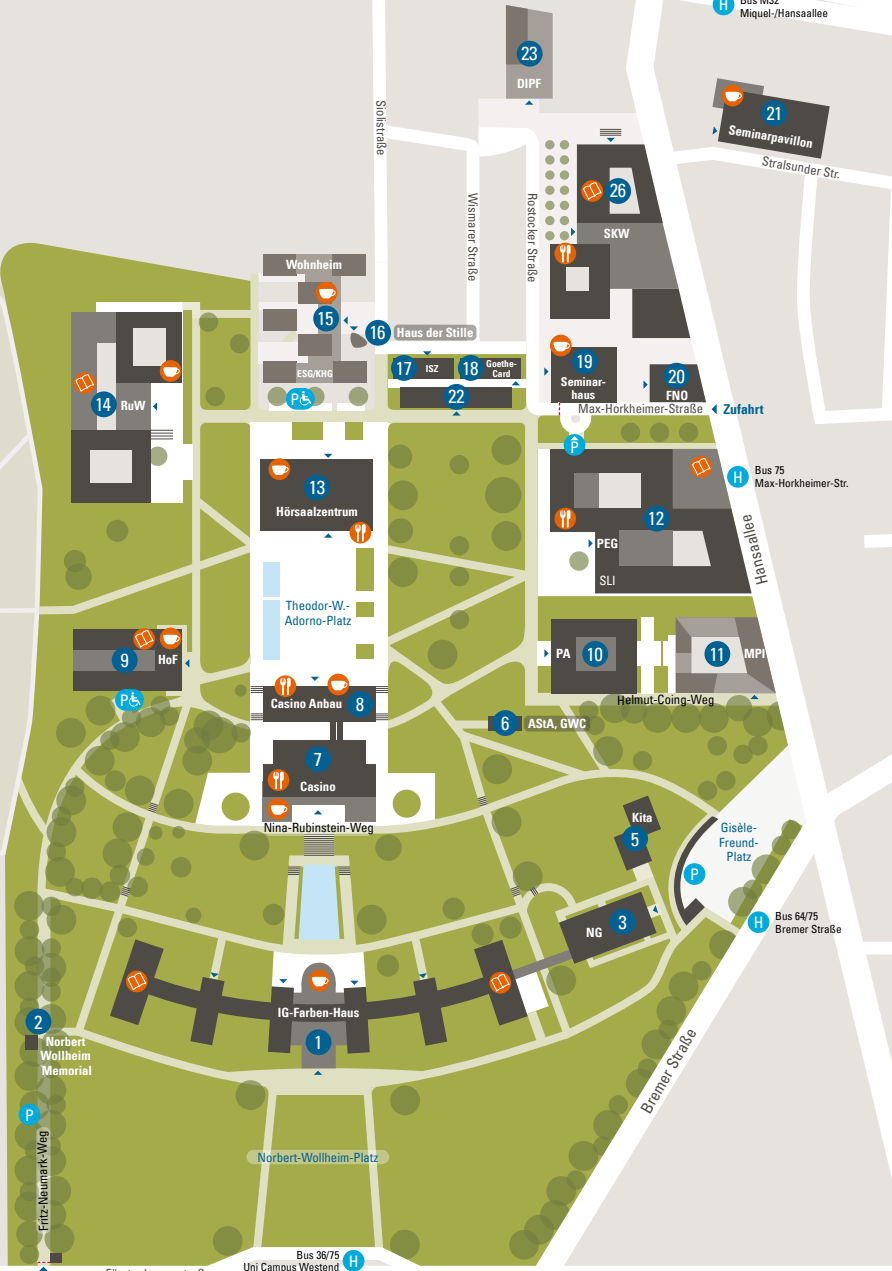 H
Bus M32
Miquel-/Hansaallee
23
DIPF
21
Seminarpavillon
Stralsunder Str.
Siolistraße
Wismarer Straße
Rostocker Straße
26
SKW
Wohnheim
15
16
Haus der Stille
ESG/KHG
P
17
ISZ
18
Goethe-
Card
22
19
Seminar-
haus
20
FNO
Max-Horkheimer-Straße
Zufahrt
P
14
RuW
13
Hörsaalzentrum
H
Bus 75
Max-Horkheimer-Str.
12
PEG
SLI
Hansaallee
Theodor-W.-
Adorno-Platz
9
HoF
P
PA
10
11
MPI
Helmut-Coing-Weg
Casino Anbau
8
6
AStA, GWC
7
Casino
Nina-Rubinstein-Weg
Kita
5
Gisèle-
Freund-
Platz
P
H
Bus 64/75
Bremer Straße
NG
3
IG-Farben-Haus
1
2
Norbert
Wollheim
Memorial
P
Fritz-Neumark-Weg
Bremer Straße
Norbert-Wollheim-Platz
Bus 36/75
Uni Campus Westend
H